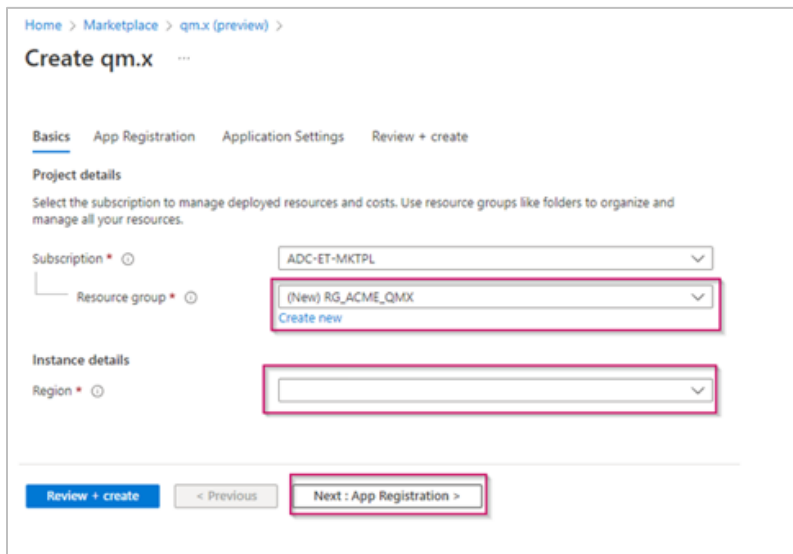 Home > Marketplace > qm.x (preview) >
Create qm.x ...
Basics App Registration Application Settings Review + create
Project details
Select the subscription to manage deployed resources and costs. Use resource groups like folders to organize and
manage all your resources.
Subscription * ADC-ET-MKTPL
Resource group * (New) RG_ACME_QMX
Create new
Instance details
Region *
Review + create < Previous Next : App Registration >